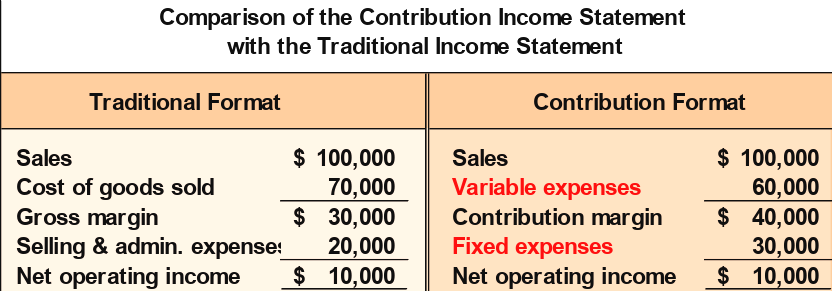 Comparison of the Contribution Income Statement
with the Traditional Income Statement
Traditional Format
Sales $ 100,000
Cost of goods sold 70,000
Gross margin $ 30,000
Selling & admin. expenses 20,000
Net operating income $ 10,000
Contribution Format
Sales $ 100,000
Variable expenses 60,000
Contribution margin $ 40,000
Fixed expenses 30,000
Net operating income $ 10,000